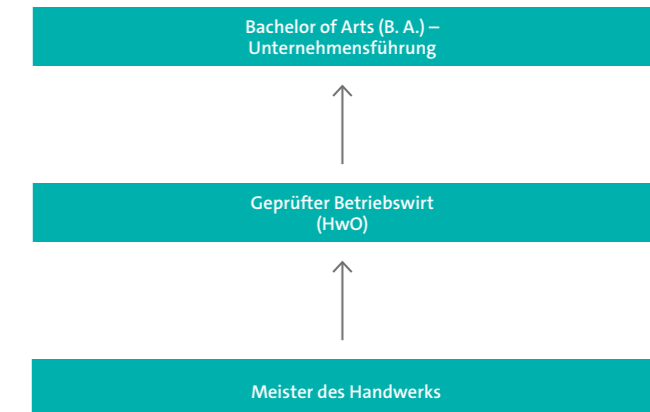 Bachelor of Arts (B. A.) –
Unternehmensführung
Geprüfter Betriebswirt
(HwO)
Meister des Handwerks